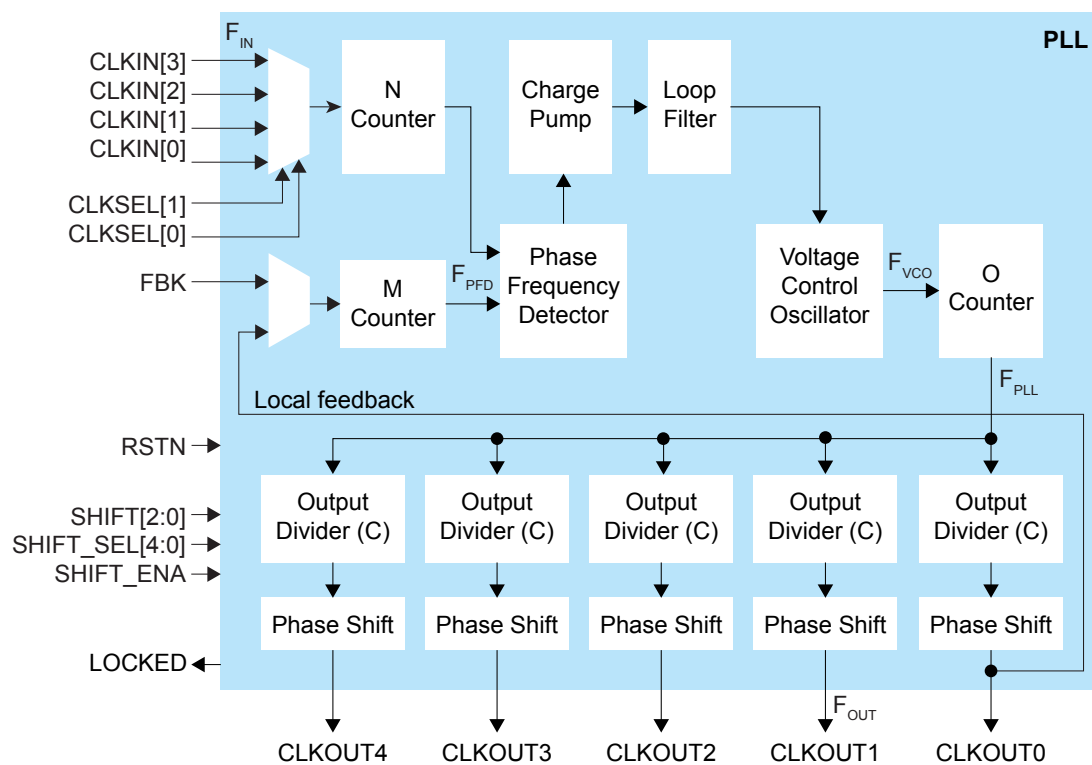 PLL
F_IN
CLKIN[3]
CLKIN[2]
CLKIN[1]
CLKIN[0]
CLKSEL[1]
CLKSEL[0]
N
Counter
Charge
Pump
Loop
Filter
FBK
M
Counter
F_PFD
Phase
Frequency
Detector
Voltage
Control
Oscillator
F_VCO
O
Counter
F_PLL
Local feedback
RSTN
SHIFT[2:0]
SHIFT_SEL[4:0]
SHIFT_ENA
LOCKED
Output
Divider (C)
Output
Divider (C)
Output
Divider (C)
Output
Divider (C)
Output
Divider (C)
Phase Shift
Phase Shift
Phase Shift
Phase Shift
Phase Shift
F_OUT
CLKOUT4
CLKOUT3
CLKOUT2
CLKOUT1
CLKOUT0